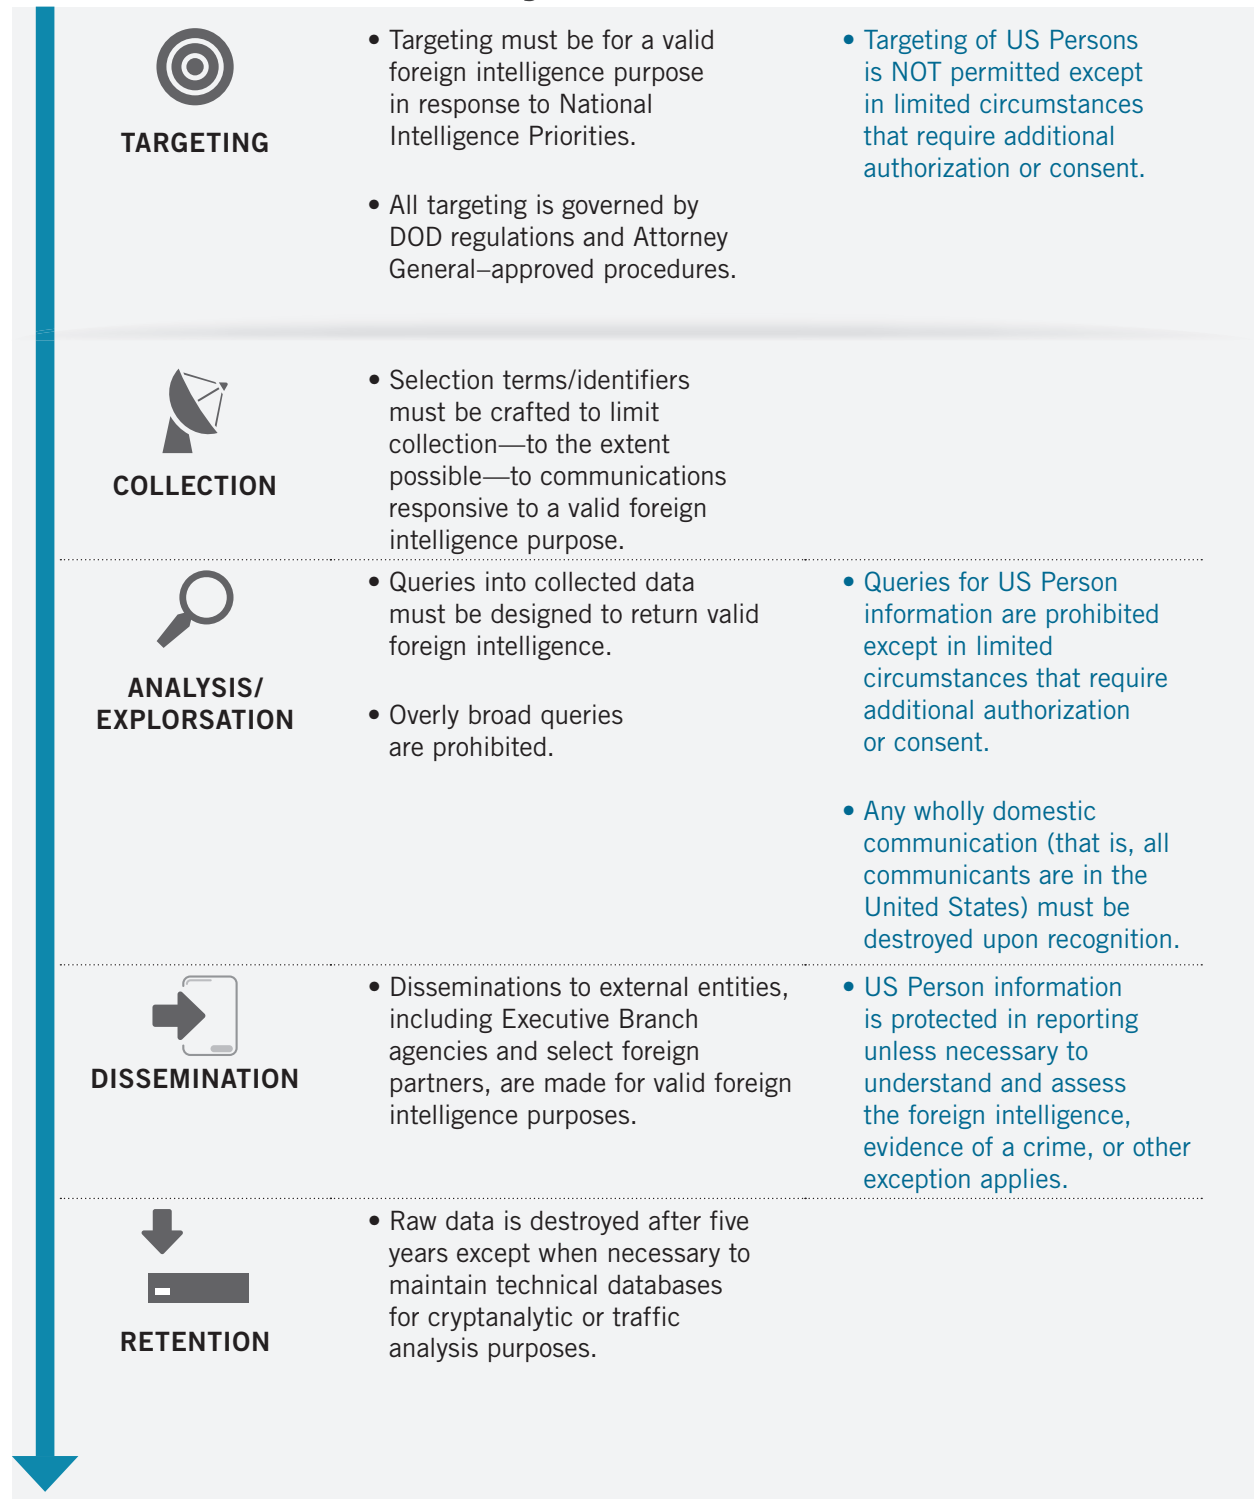 TARGETING
• Targeting must be for a valid
foreign intelligence purpose
in response to National
Intelligence Priorities.
• All targeting is governed by
DOD regulations and Attorney
General–approved procedures.
• Targeting of US Persons
is NOT permitted except
in limited circumstances
that require additional
authorization or consent.
COLLECTION
• Selection terms/identifiers
must be crafted to limit
collection—to the extent
possible—to communications
responsive to a valid foreign
intelligence purpose.
ANALYSIS/
EXPLORSATION
• Queries into collected data
must be designed to return valid
foreign intelligence.
• Overly broad queries
are prohibited.
• Queries for US Person
information are prohibited
except in limited
circumstances that require
additional authorization
or consent.
• Any wholly domestic
communication (that is, all
communicants are in the
United States) must be
destroyed upon recognition.
DISSEMINATION
• Disseminations to external entities,
including Executive Branch
agencies and select foreign
partners, are made for valid foreign
intelligence purposes.
• US Person information
is protected in reporting
unless necessary to
understand and assess
the foreign intelligence,
evidence of a crime, or other
exception applies.
RETENTION
• Raw data is destroyed after five
years except when necessary to
maintain technical databases
for cryptanalytic or traffic
analysis purposes.